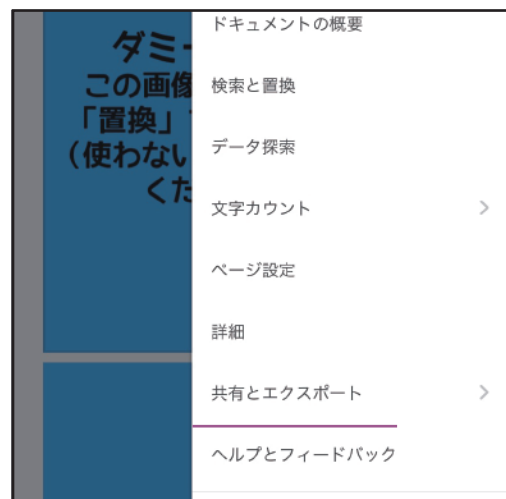 ダミー
この画像
「置換」
（使わない
くだ
ドキュメントの概要
検索と置換
データ探索
文字カウント
ページ設定
詳細
共有とエクスポート
ヘルプとフィードバック